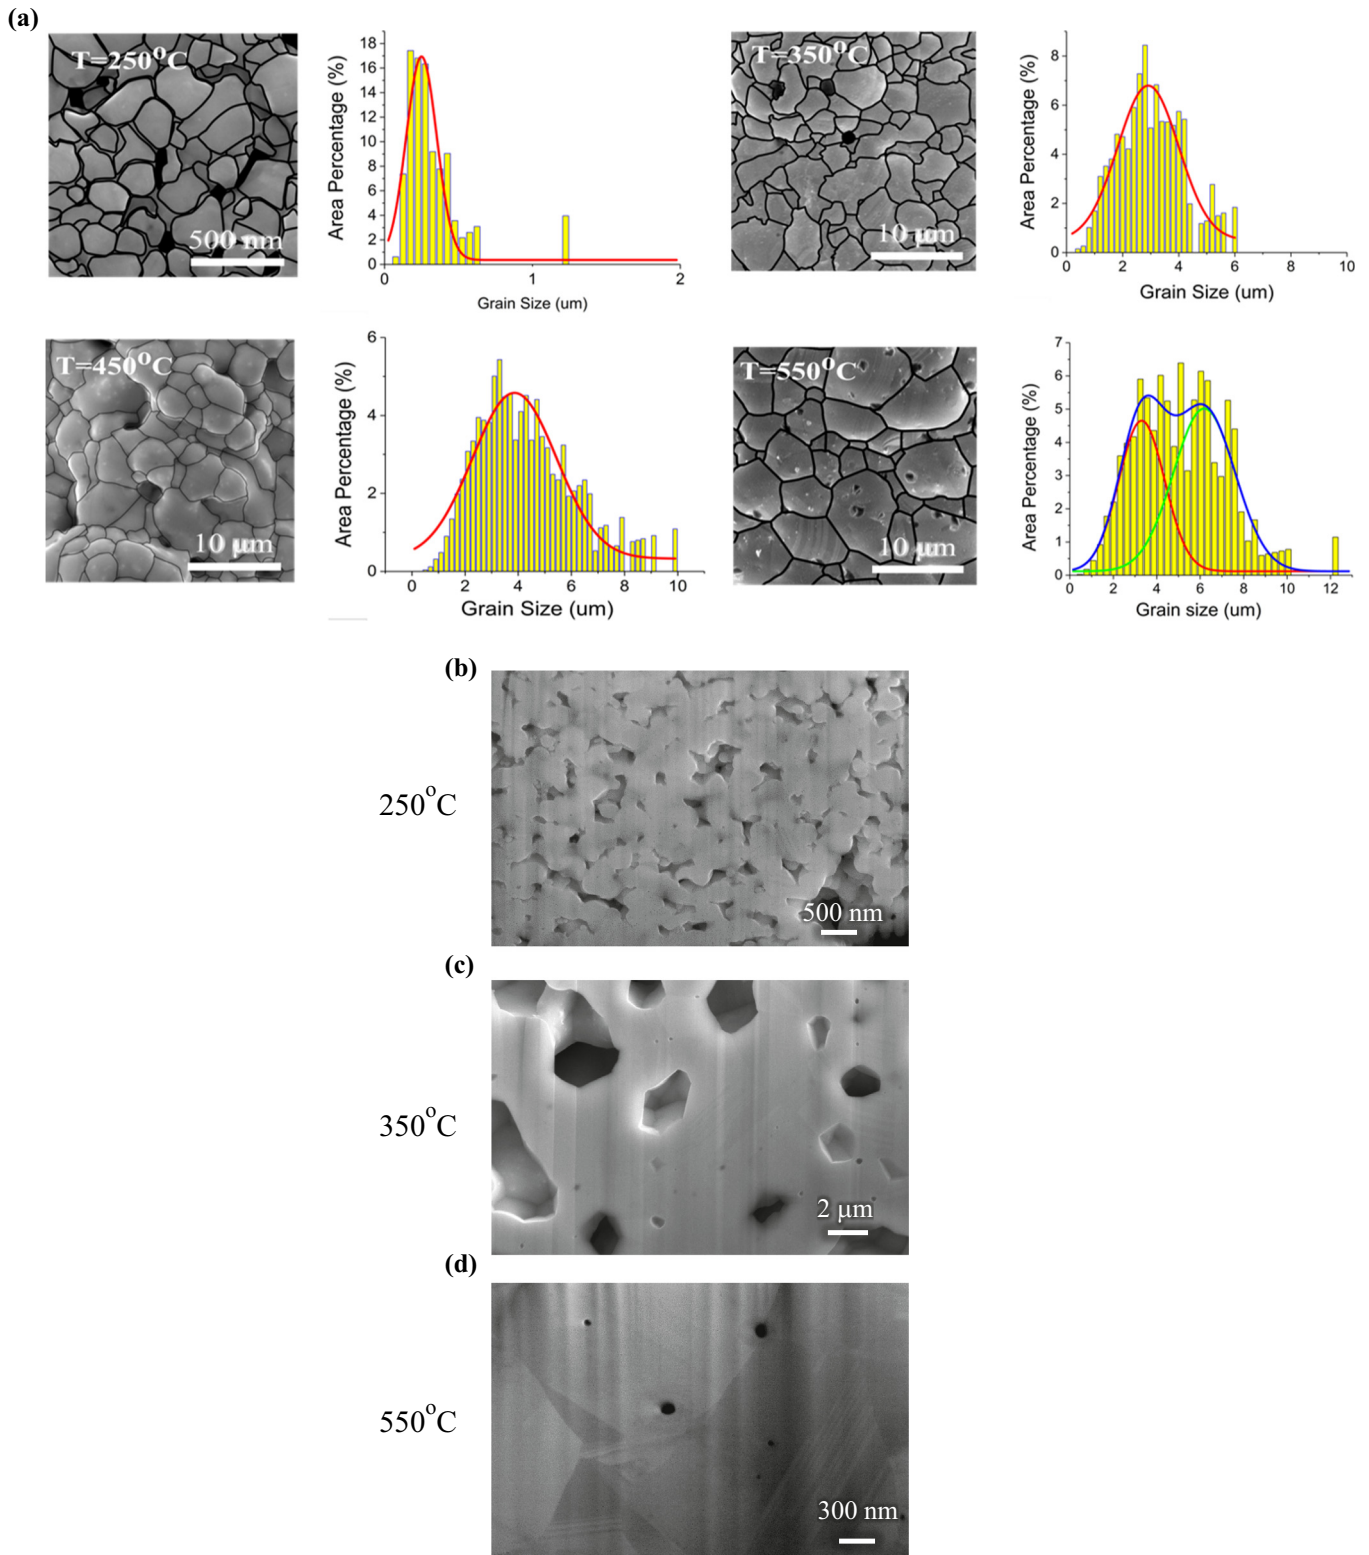 (a)
T=250°C
500 nm
Area Percentage (%)
18
16
14
12
10
8
6
4
2
0
0 1 2
Grain Size (um)
T=350°C
10 μm
Area Percentage (%)
8
6
4
2
0
0 2 4 6 8 10
Grain Size (um)
T=450°C
10 μm
Area Percentage (%)
6
4
2
0
0 2 4 6 8 10
Grain Size (um)
T=550°C
10 μm
Area Percentage (%)
7
6
5
4
3
2
1
0
0 2 4 6 8 10 12
Grain size (um)
(b)
250°C
500 nm
(c)
350°C
2 μm
(d)
550°C
300 nm